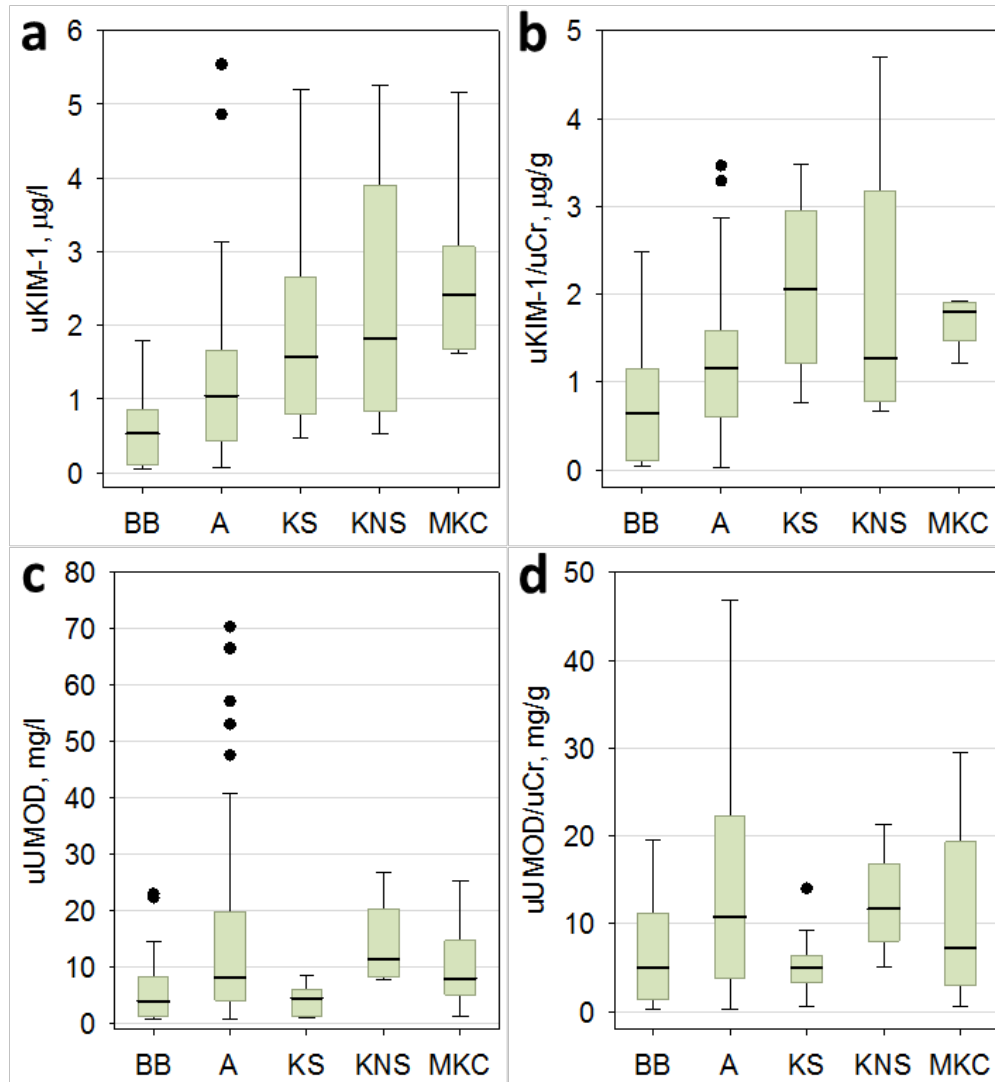 a
uKIM-1, μg/l
6
5
4
3
2
1
0
BB A KS KNS MKC
b
uKIM-1/uCr, μg/g
5
4
3
2
1
0
BB A KS KNS MKC
c
uUMOD, mg/l
80
70
60
50
40
30
20
10
0
BB A KS KNS MKC
d
uUMOD/uCr, mg/g
50
40
30
20
10
0
BB A KS KNS MKC